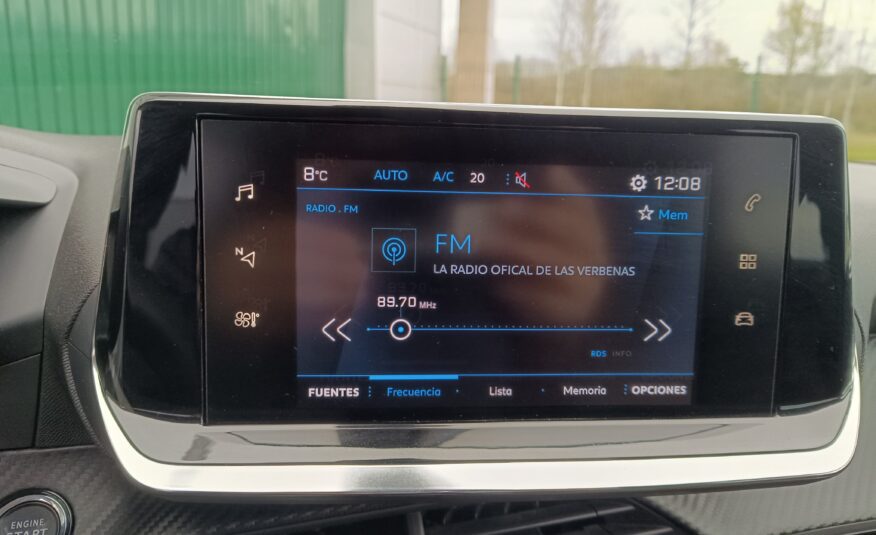 8°C AUTO A/C 20 12:08
RADIO . FM
Mem
FM
LA RADIO OFICAL DE LAS VERBENAS
89.70 MHz
N
RDS INFO
FUENTES Frecuencia Lista Memoria OPCIONES
ENGINE
START